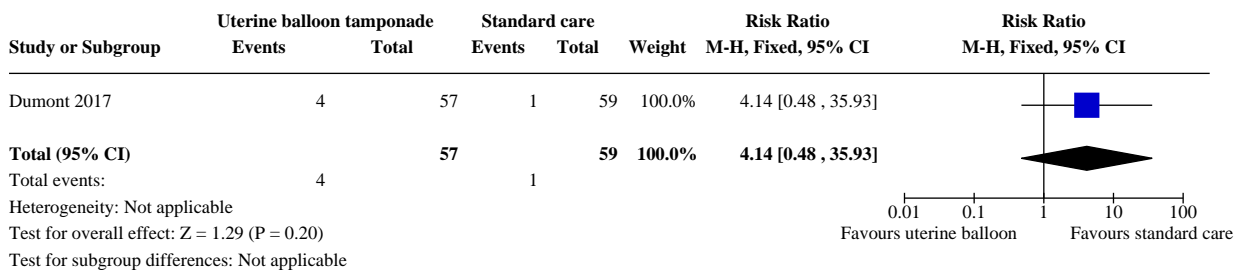 Uterine balloon tamponade Standard care Risk Ratio Risk Ratio
Study or Subgroup Events Total Events Total Weight M-H, Fixed, 95% CI M-H, Fixed, 95% CI
Dumont 2017 4 57 1 59 100.0% 4.14 [0.48 , 35.93]
Total (95% CI) 57 59 100.0% 4.14 [0.48 , 35.93]
Total events: 4 1
Heterogeneity: Not applicable 0.01 0.1 1 10 100
Test for overall effect: Z = 1.29 (P = 0.20) Favours uterine balloon Favours standard care
Test for subgroup differences: Not applicable